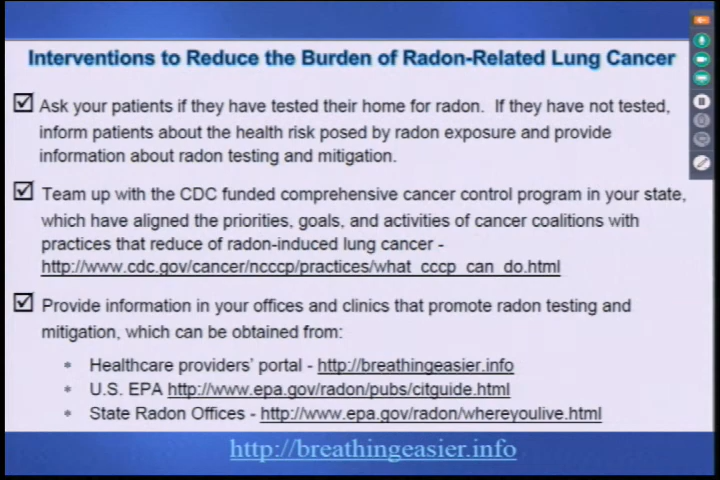 Interventions to Reduce the Burden of Radon-Related Lung Cancer
Ask your patients if they have tested their home for radon. If they have not tested,
inform patients about the health risk posed by radon exposure and provide
information about radon testing and mitigation.
Team up with the CDC funded comprehensive cancer control program in your state,
which have aligned the priorities, goals, and activities of cancer coalitions with
practices that reduce of radon-induced lung cancer -
http://www.cdc.gov/cancer/ncccp/practices/what_cccp_can_do.html
Provide information in your offices and clinics that promote radon testing and
mitigation, which can be obtained from:
* Healthcare providers' portal - http://breathingeasier.info
* U.S. EPA http://www.epa.gov/radon/pubs/citguide.html
* State Radon Offices - http://www.epa.gov/radon/whereyoulive.html
http://breathingeasier.info